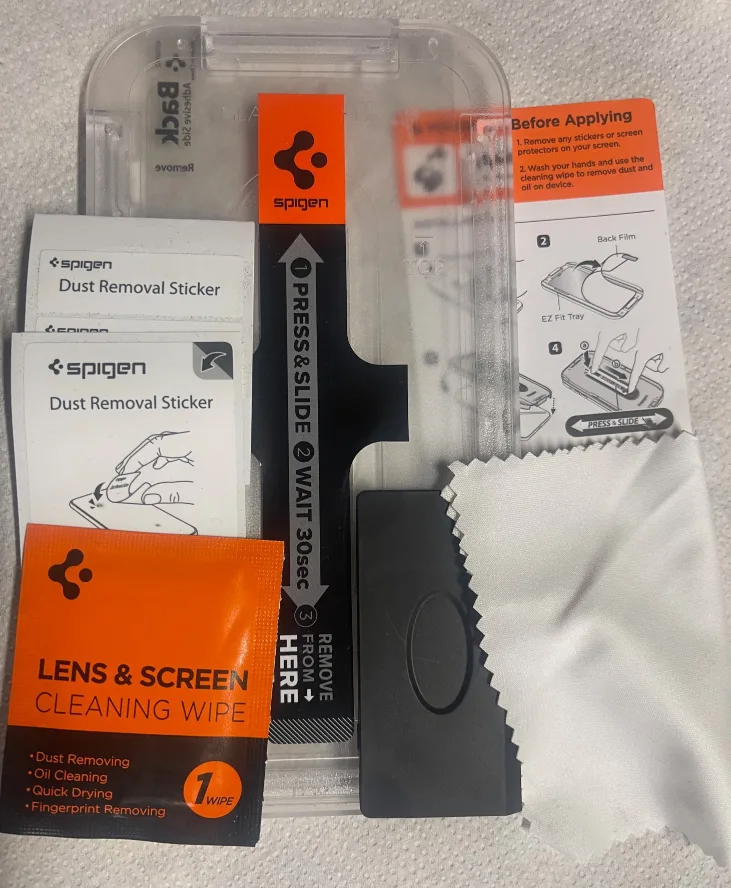 Back
Adhesive Side
Remove
spigen
1 PRESS & SLIDE 2 WAIT 30sec
3 REMOVE
FROM →
HERE
Before Applying
1. Remove any stickers or screen
protectors on your screen.
2. Wash your hands and use the
cleaning wipe to remove dust and
oil on device.
2
Back Film
EZ Fit Tray
4
a
b
PRESS & SLIDE
spigen
Dust Removal Sticker
spigen
spigen
Dust Removal Sticker
LENS & SCREEN
CLEANING WIPE
• Dust Removing
• Oil Cleaning
• Quick Drying
• Fingerprint Removing
1 WIPE